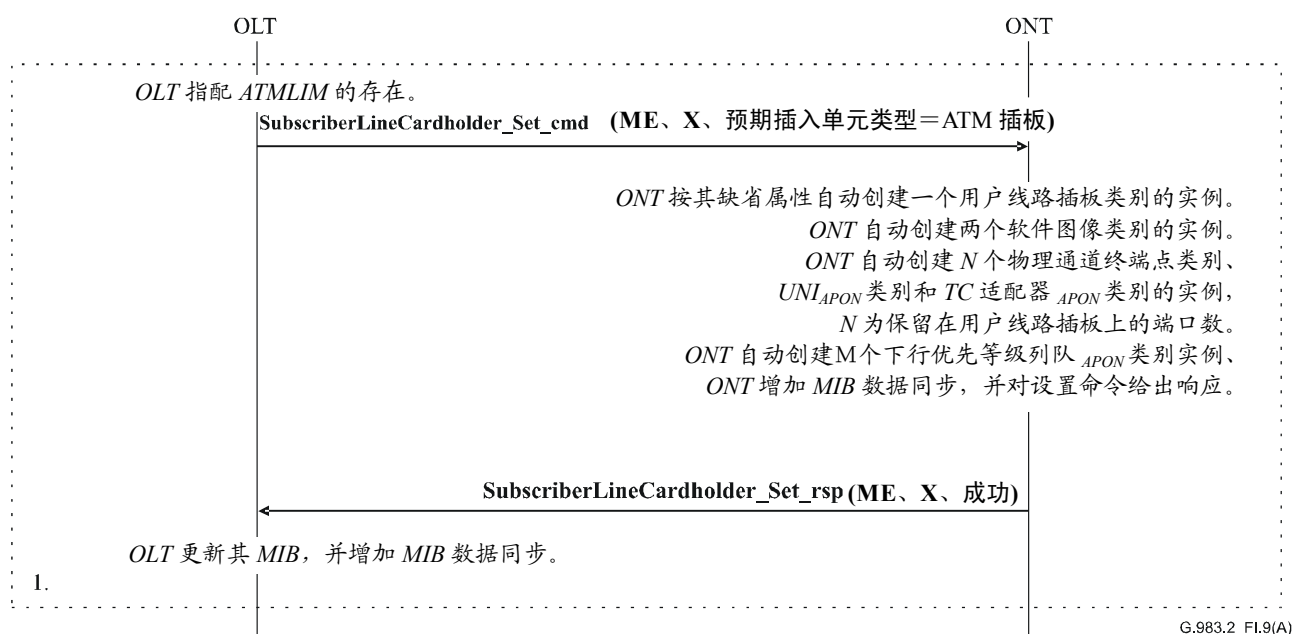 OLT
ONT
OLT 指配 ATMLIM 的存在。
SubscriberLineCardholder_Set_cmd (ME、X、预期插入单元类型＝ATM 插板)
ONT 按其缺省属性自动创建一个用户线路插板类别的实例。
ONT 自动创建两个软件图像类别的实例。
ONT 自动创建 N 个物理通道终端点类别、
UNIAPON 类别和 TC 适配器 APON 类别的实例，
N 为保留在用户线路插板上的端口数。
ONT 自动创建M个下行优先等级列队 APON 类别实例、
ONT 增加 MIB 数据同步，并对设置命令给出响应。
SubscriberLineCardholder_Set_rsp (ME、X、成功)
OLT 更新其 MIB，并增加 MIB 数据同步。
1.
G.983.2_FI.9(A)